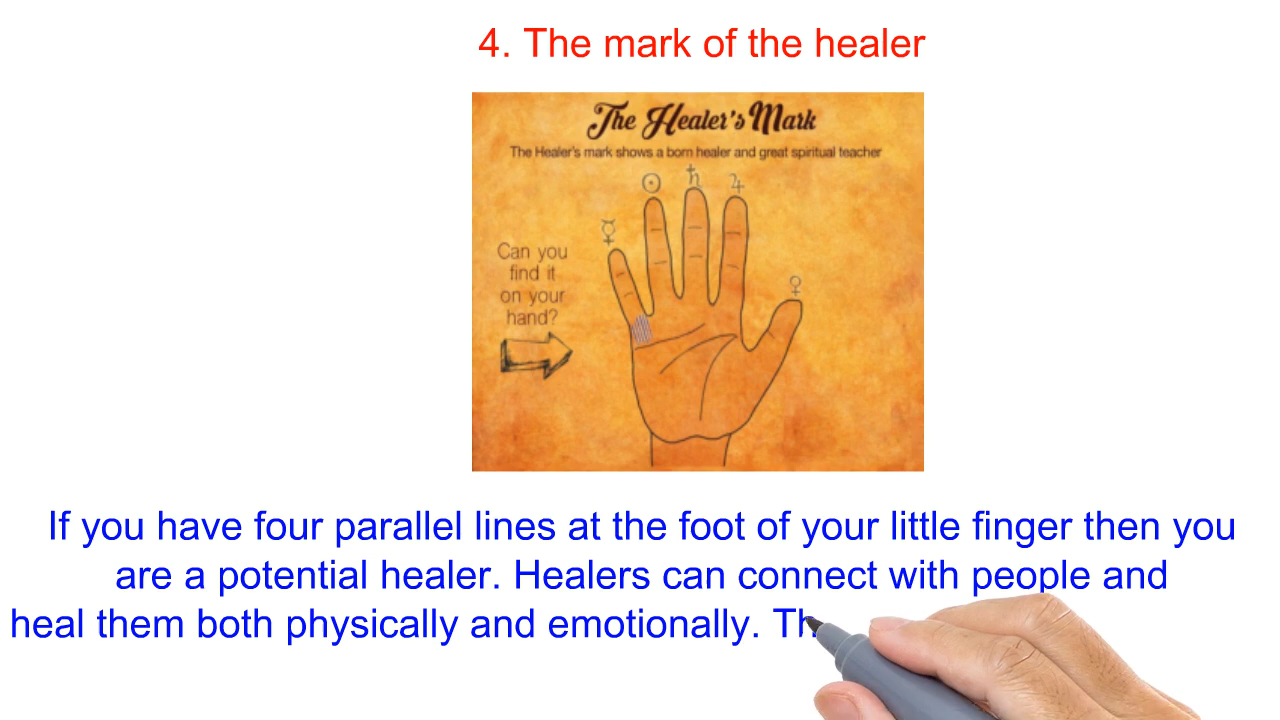 4. The mark of the healer
The Healer's Mark
The Healer's mark shows a born healer and great spiritual teacher
Can you
find it
on your
hand?
If you have four parallel lines at the foot of your little finger then you
are a potential healer. Healers can connect with people and
heal them both physically and emotionally. Th